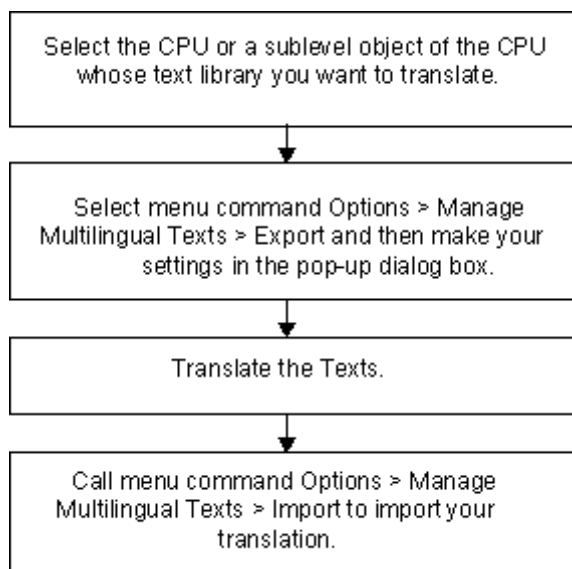 Select the CPU or a sublevel object of the CPU
whose text library you want to translate.
Select menu command Options > Manage
Multilingual Texts > Export and then make your
settings in the pop-up dialog box.
Translate the Texts.
Call menu command Options > Manage
Multilingual Texts > Import to import your
translation.